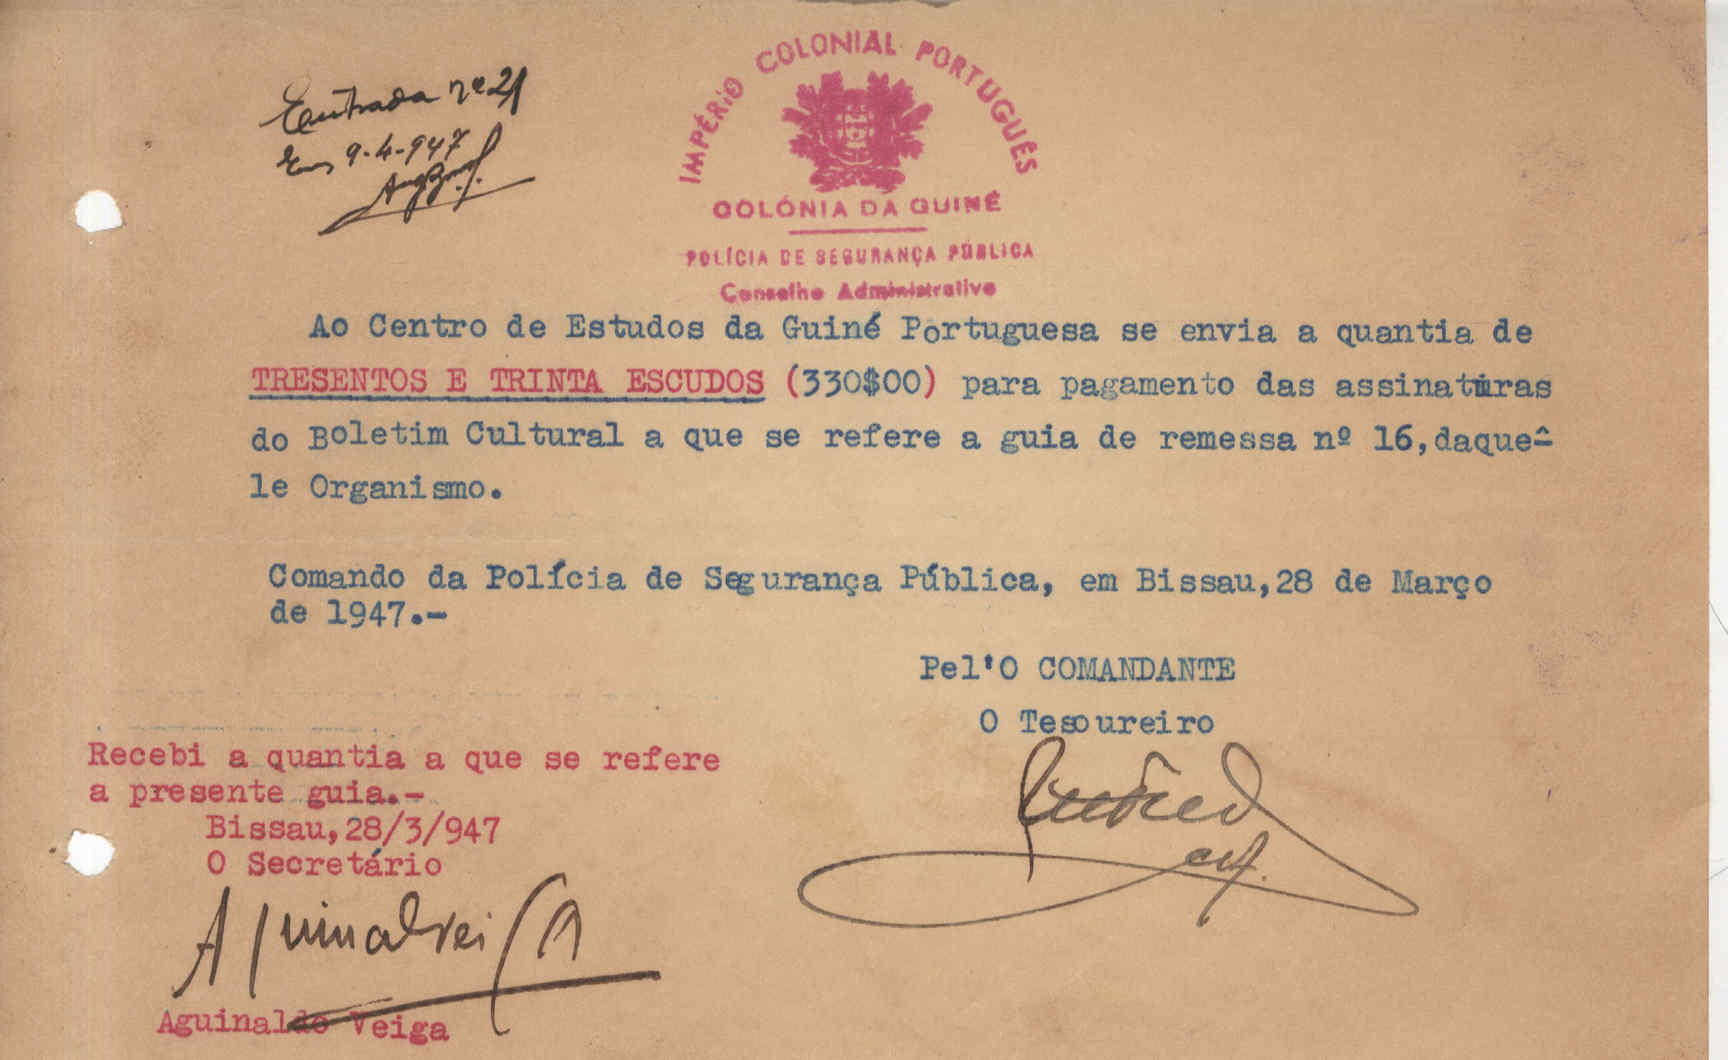 Entrada nº 21
Em 9-4-947
IMPÉRIO COLONIAL PORTUGUÊS
COLÓNIA DA GUINÉ
POLÍCIA DE SEGURANÇA PÚBLICA
Conselho Administrativo
Ao Centro de Estudos da Guiné Portuguesa se envia a quantia de
TRESENTOS E TRINTA ESCUDOS (330$00) para pagamento das assinaturas
do Boletim Cultural a que se refere a guia de remessa nº 16,daquê-
le Organismo.
Comando da Polícia de Segurança Pública, em Bissau,28 de Março
de 1947.-
Pel'O COMANDANTE
O Tesoureiro
Recebi a quantia a que se refere
a presente guia.-
Bissau,28/3/947
O Secretário
Aguinaldo Veiga